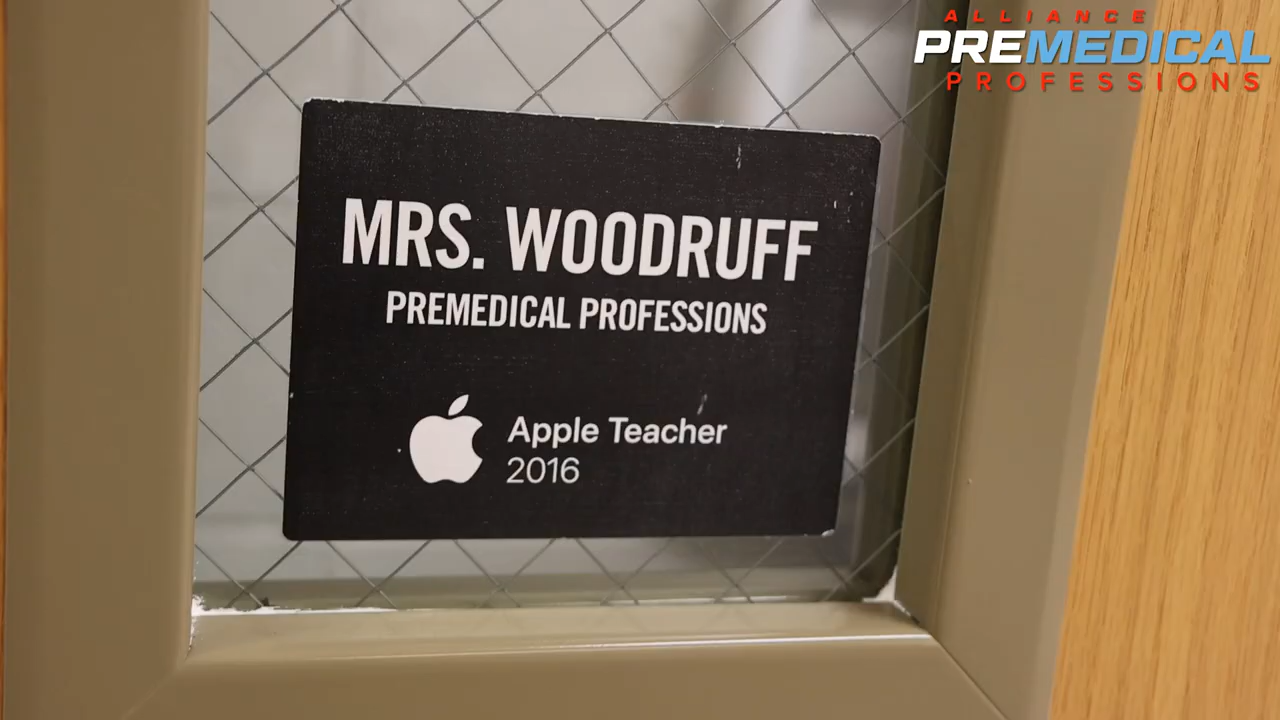 ALLIANCE
PREMEDICAL
PROFESSIONS
MRS. WOODRUFF
PREMEDICAL PROFESSIONS
Apple Teacher
2016